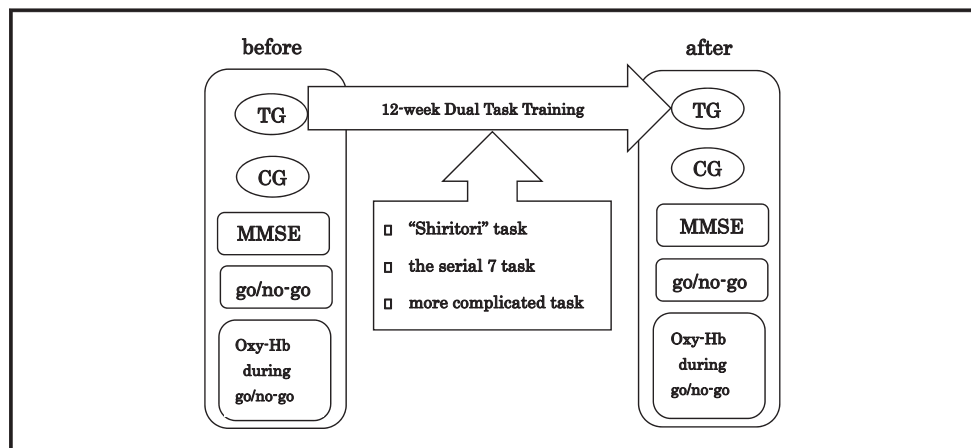 before
TG
CG
MMSE
go/no-go
Oxy-Hb
during
go/no-go
12-week Dual Task Training
“Shiritori” task
the serial 7 task
more complicated task
after
TG
CG
MMSE
go/no-go
Oxy-Hb
during
go/no-go